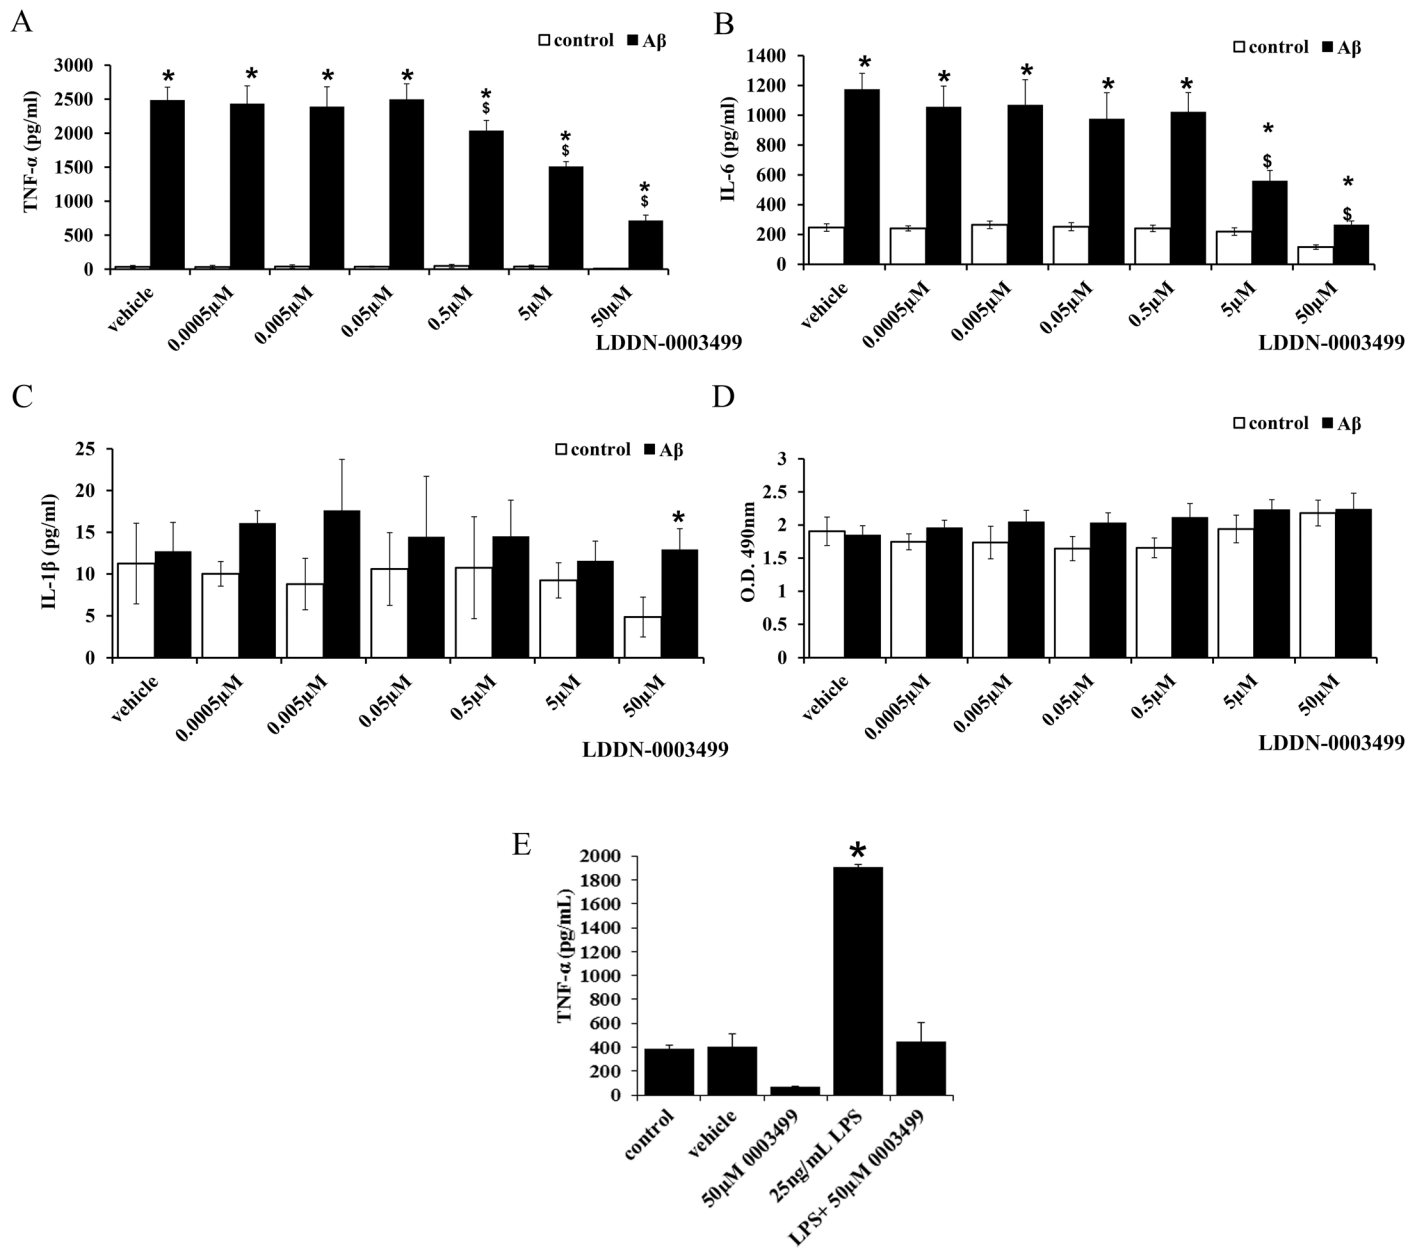 A
control Aβ
TNF-α (pg/ml)
3000
2500
2000
1500
1000
500
0
* * * * * * *
$ $ $
vehicle 0.0005μM 0.005μM 0.05μM 0.5μM 5μM 50μM
LDDN-0003499
B
control Aβ
IL-6 (pg/ml)
1400
1200
1000
800
600
400
200
0
* * * * * * *
$ $
vehicle 0.0005μM 0.005μM 0.05μM 0.5μM 5μM 50μM
LDDN-0003499
C
control Aβ
IL-1β (pg/ml)
25
20
15
10
5
0
*
vehicle 0.0005μM 0.005μM 0.05μM 0.5μM 5μM 50μM
LDDN-0003499
D
control Aβ
O.D. 490nm
3
2.5
2
1.5
1
0.5
0
vehicle 0.0005μM 0.005μM 0.05μM 0.5μM 5μM 50μM
LDDN-0003499
E
TNF-α (pg/mL)
2000
1800
1600
1400
1200
1000
800
600
400
200
0
*
control vehicle 50μM 0003499 25ng/mL LPS LPS+ 50μM 0003499